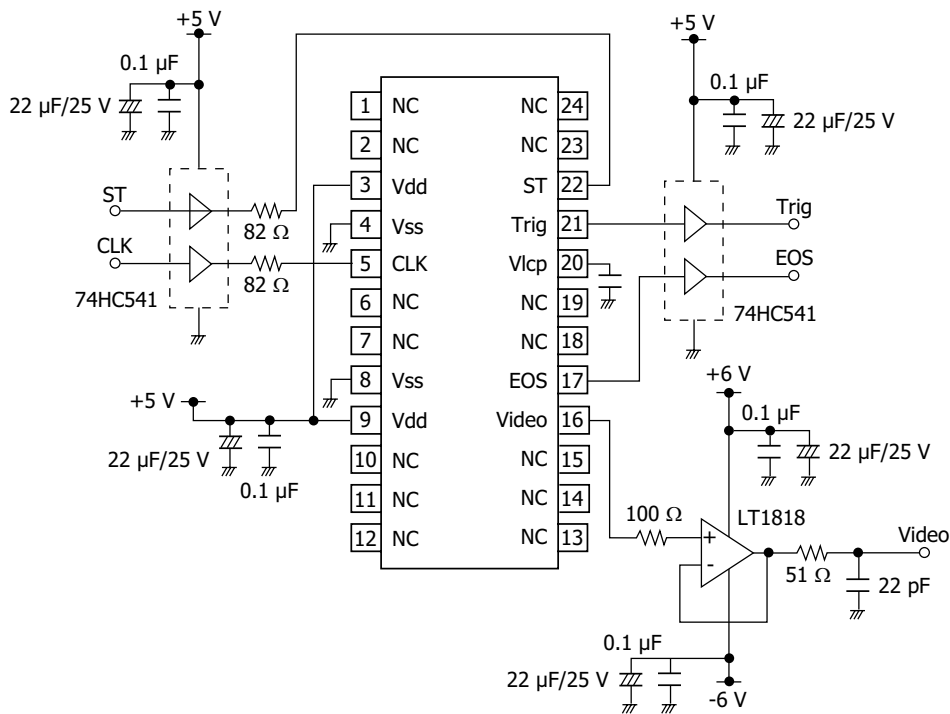 +5 V
0.1 µF
22 µF/25 V
ST
CLK
82 Ω
82 Ω
74HC541
+5 V
22 µF/25 V
0.1 µF
1 NC
2 NC
3 Vdd
4 Vss
5 CLK
6 NC
7 NC
8 Vss
9 Vdd
10 NC
11 NC
12 NC
NC 24
NC 23
ST 22
Trig 21
Vlcp 20
NC 19
NC 18
EOS 17
Video 16
NC 15
NC 14
NC 13
+5 V
0.1 µF
22 µF/25 V
Trig
EOS
74HC541
+6 V
0.1 µF
22 µF/25 V
100 Ω
LT1818
+
-
51 Ω
Video
22 pF
0.1 µF
22 µF/25 V
-6 V